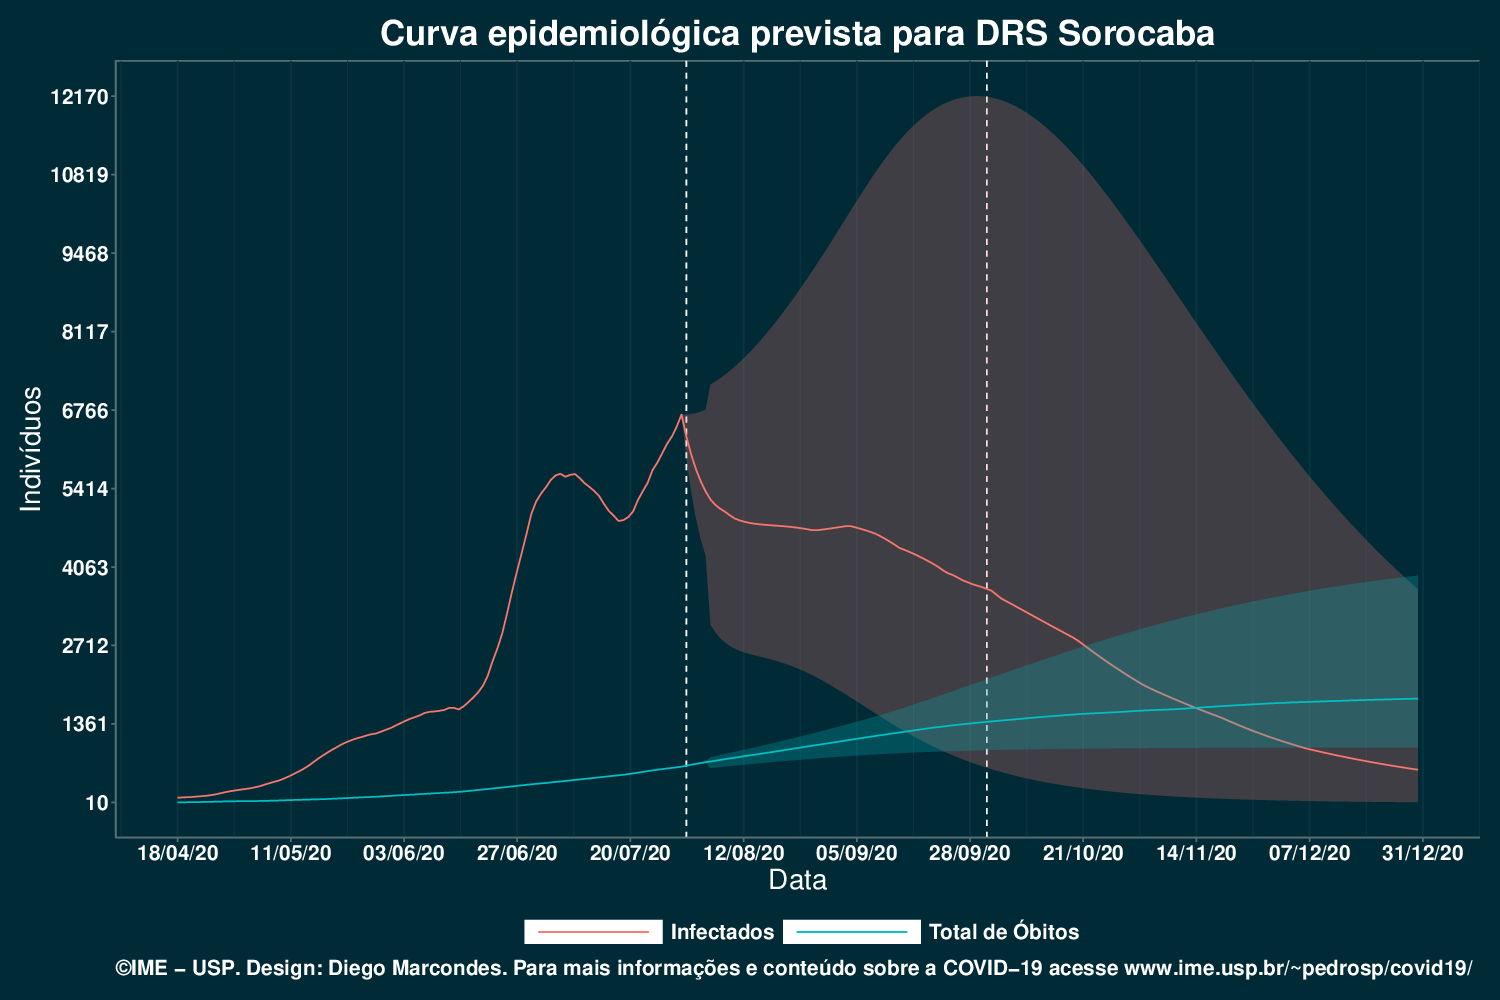 Curva epidemiológica prevista para DRS Sorocaba
12170
10819
9468
8117
6766
5414
4063
2712
1361
10
Indivíduos
18/04/20 11/05/20 03/06/20 27/06/20 20/07/20 12/08/20 05/09/20 28/09/20 21/10/20 14/11/20 07/12/20 31/12/20
Data
Infectados Total de Óbitos
©IME – USP. Design: Diego Marcondes. Para mais informações e conteúdo sobre a COVID–19 acesse www.ime.usp.br/~pedrosp/covid19/